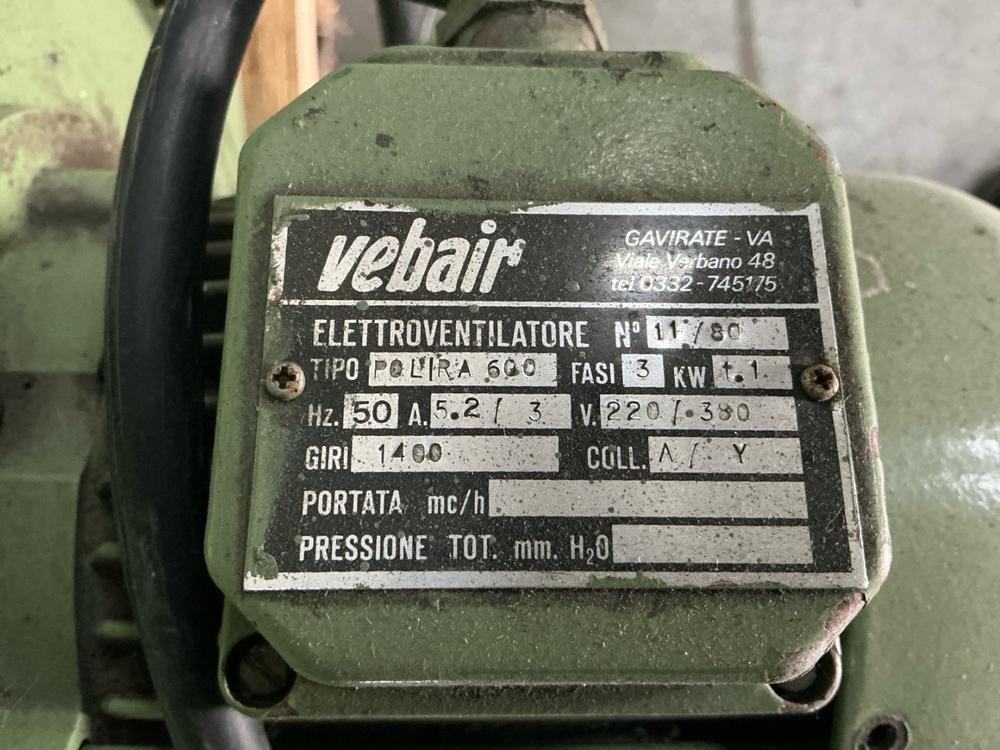 vebair
GAVIRATE - VA
Viale Verbano 48
tel 0332 - 745175
ELETTROVENTILATORE Nº 11 / 80
TIPO POLIRA 600 FASI 3 KW 1.1
Hz. 50 A. 5.2 / 3 V. 220 / 380
GIRI 1400 COLL. Δ / Y
PORTATA mc/h
PRESSIONE TOT. mm. H₂O